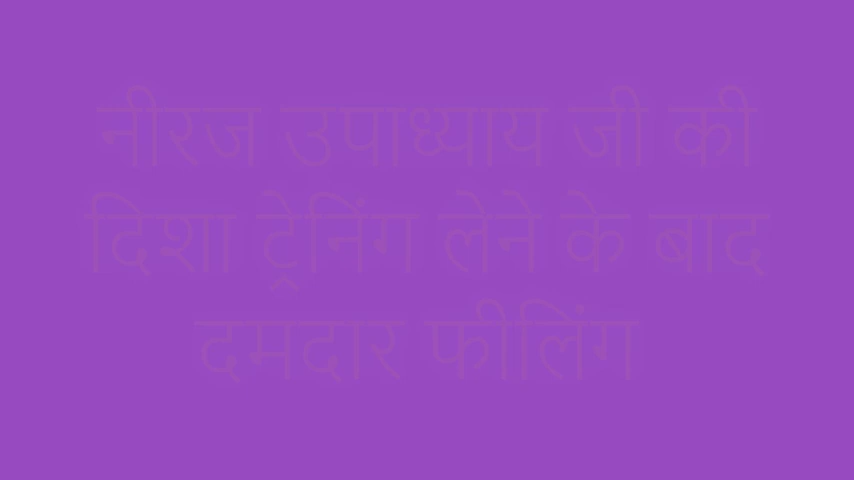 नीरज उपाध्याय जी की
दिशा ट्रेनिंग लेने के बाद
दमदार फीलिंग